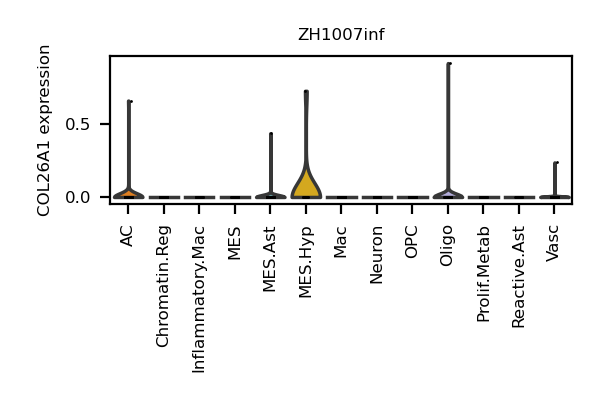 ZH1007inf
COL26A1 expression
0.5
0.0
AC
Chromatin.Reg
Inflammatory.Mac
MES
MES.Ast
MES.Hyp
Mac
Neuron
OPC
Oligo
Prolif.Metab
Reactive.Ast
Vasc